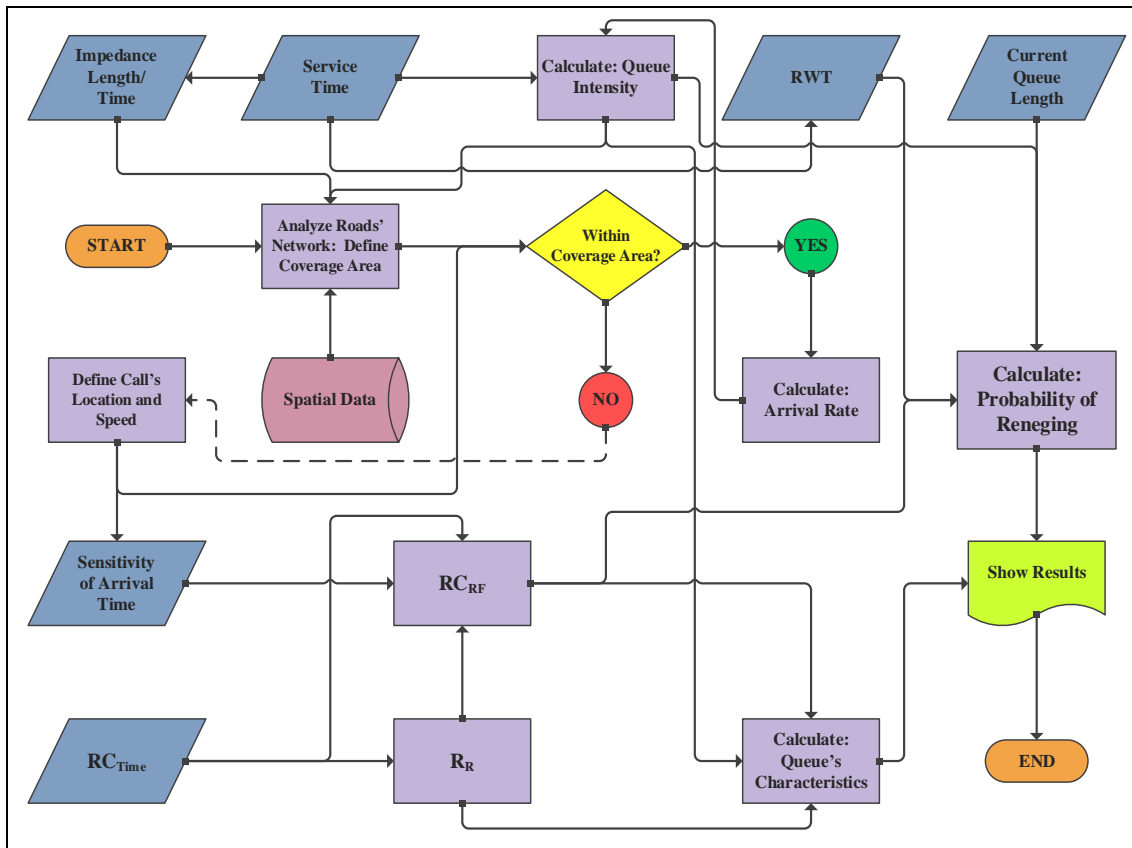 Impedance
Length/
Time
Service
Time
Calculate: Queue
Intensity
RWT
Current
Queue
Length
START
Analyze Roads'
Network: Define
Coverage Area
Within
Coverage Area?
YES
Define Call's
Location and
Speed
Spatial Data
NO
Calculate:
Arrival Rate
Calculate:
Probability of
Reneging
Sensitivity
of Arrival
Time
RC_RF
Show Results
RC_Time
R_R
Calculate:
Queue's
Characteristics
END